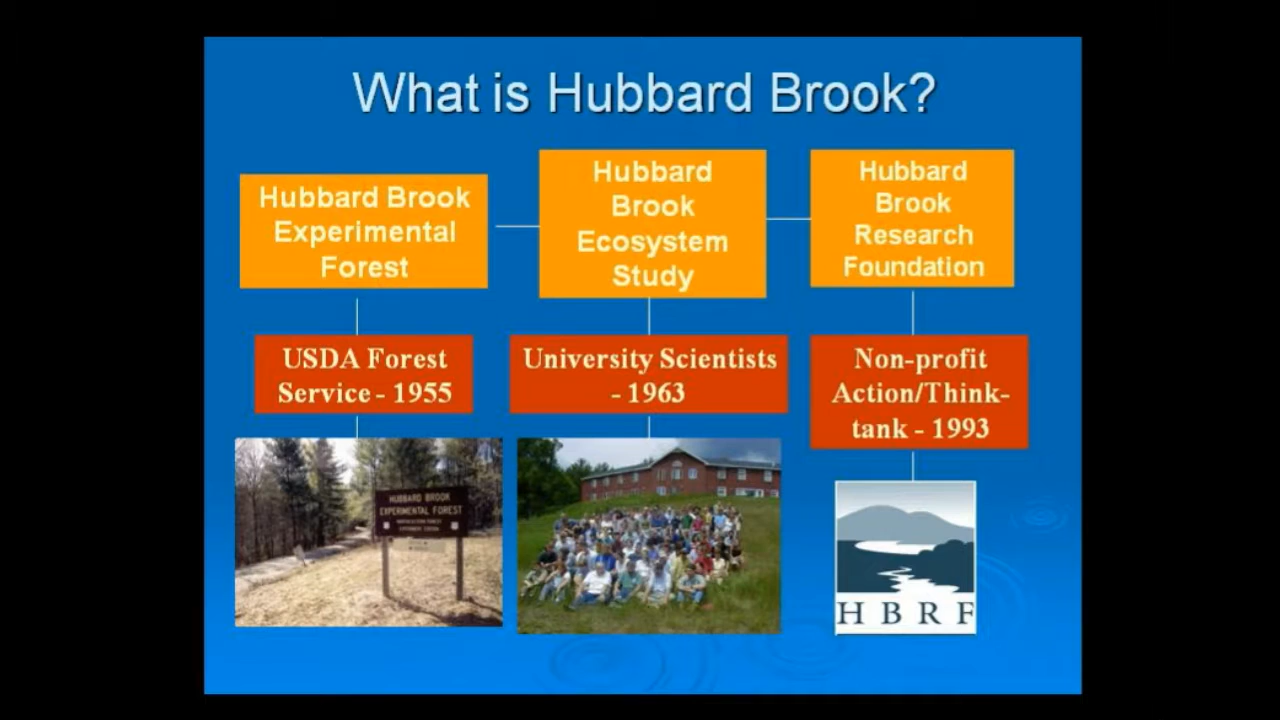 What is Hubbard Brook?
Hubbard Brook
Experimental
Forest
Hubbard
Brook
Ecosystem
Study
Hubbard
Brook
Research
Foundation
USDA Forest
Service - 1955
University Scientists
- 1963
Non-profit
Action/Think-
tank - 1993
HUBBARD BROOK
EXPERIMENTAL FOREST
HBRF